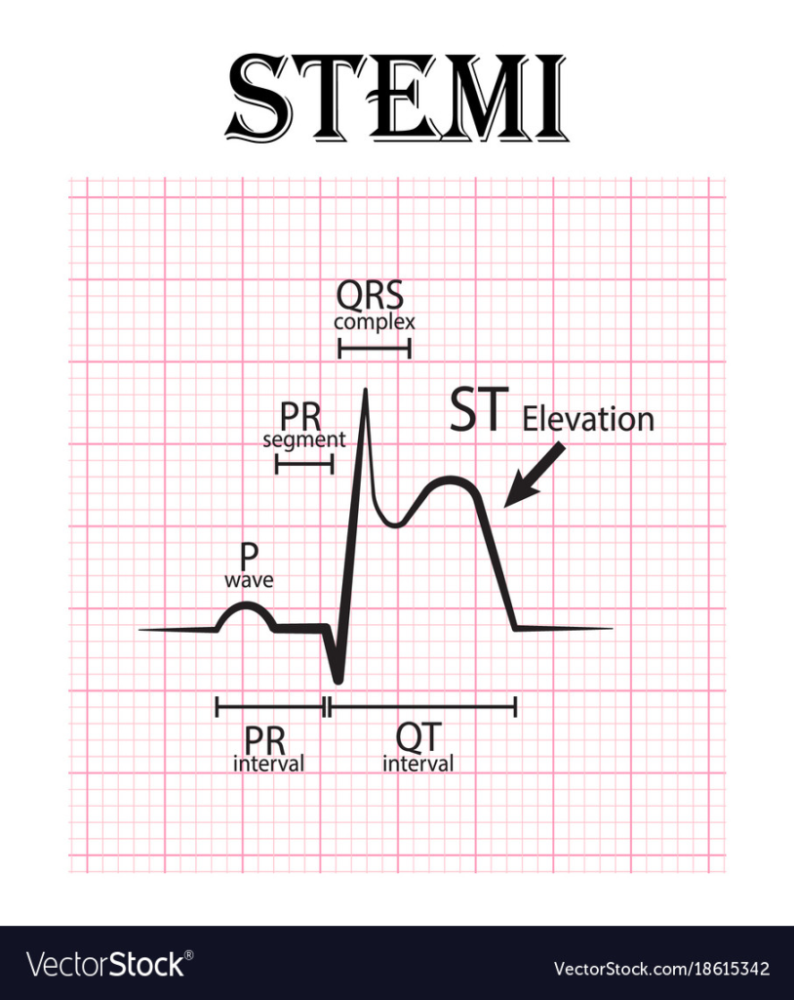 STEMI
QRS
complex
PR
segment
ST Elevation
P
wave
PR
interval
QT
interval
VectorStock®
VectorStock.com/18615342